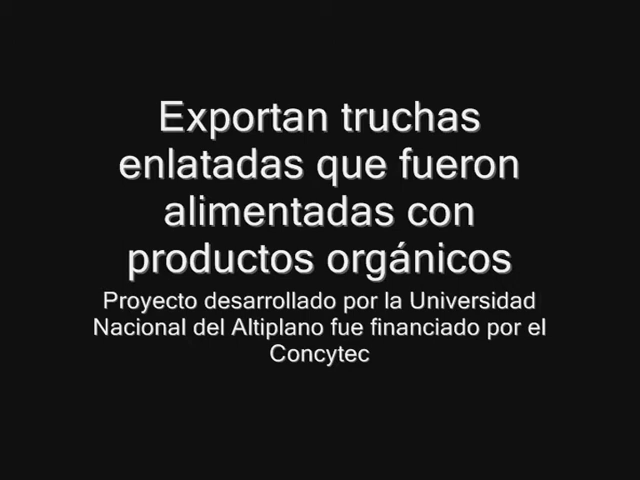 Exportan truchas
enlatadas que fueron
alimentadas con
productos orgánicos
Proyecto desarrollado por la Universidad
Nacional del Altiplano fue financiado por el
Concytec